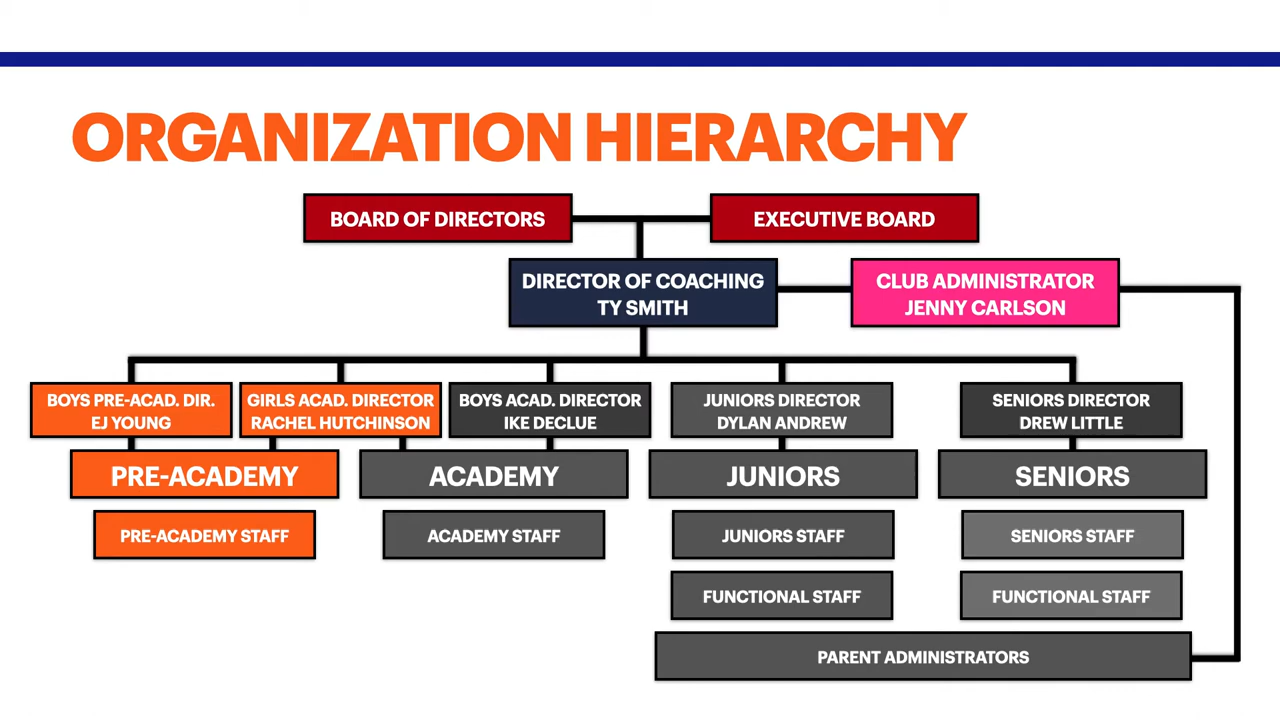 ORGANIZATION HIERARCHY
BOARD OF DIRECTORS
EXECUTIVE BOARD
DIRECTOR OF COACHING
TY SMITH
CLUB ADMINISTRATOR
JENNY CARLSON
BOYS PRE-ACAD. DIR.
EJ YOUNG
GIRLS ACAD. DIRECTOR
RACHEL HUTCHINSON
BOYS ACAD. DIRECTOR
IKE DECLUE
JUNIORS DIRECTOR
DYLAN ANDREW
SENIORS DIRECTOR
DREW LITTLE
PRE-ACADEMY
ACADEMY
JUNIORS
SENIORS
PRE-ACADEMY STAFF
ACADEMY STAFF
JUNIORS STAFF
SENIORS STAFF
FUNCTIONAL STAFF
FUNCTIONAL STAFF
PARENT ADMINISTRATORS